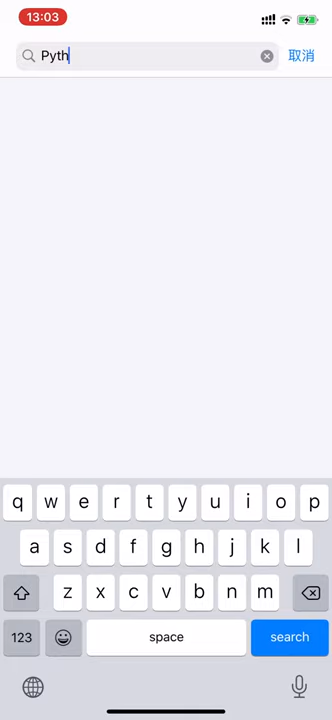 13:03
Pyth
取消
q w e r t y u i o p
a s d f g h j k l
z x c v b n m
123 space search